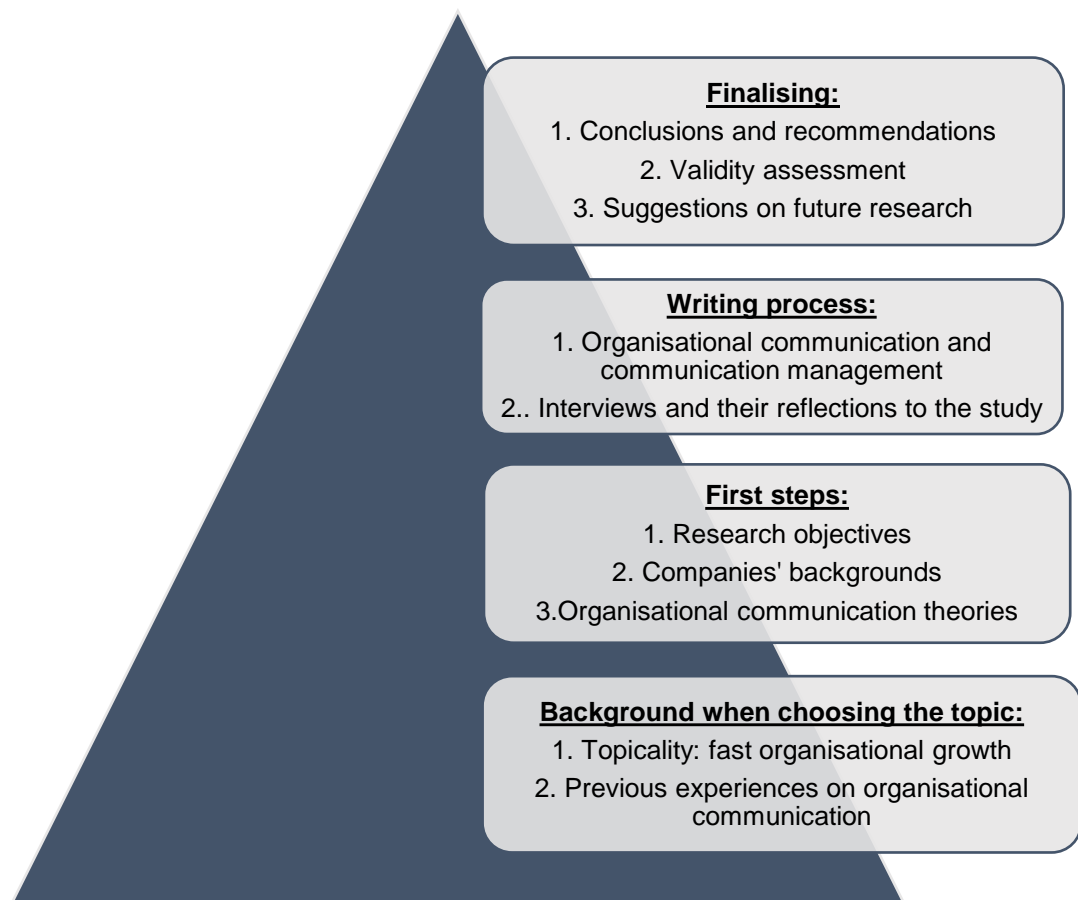 Finalising:
1. Conclusions and recommendations
2. Validity assessment
3. Suggestions on future research
Writing process:
1. Organisational communication and
communication management
2.. Interviews and their reflections to the study
First steps:
1. Research objectives
2. Companies' backgrounds
3.Organisational communication theories
Background when choosing the topic:
1. Topicality: fast organisational growth
2. Previous experiences on organisational
communication